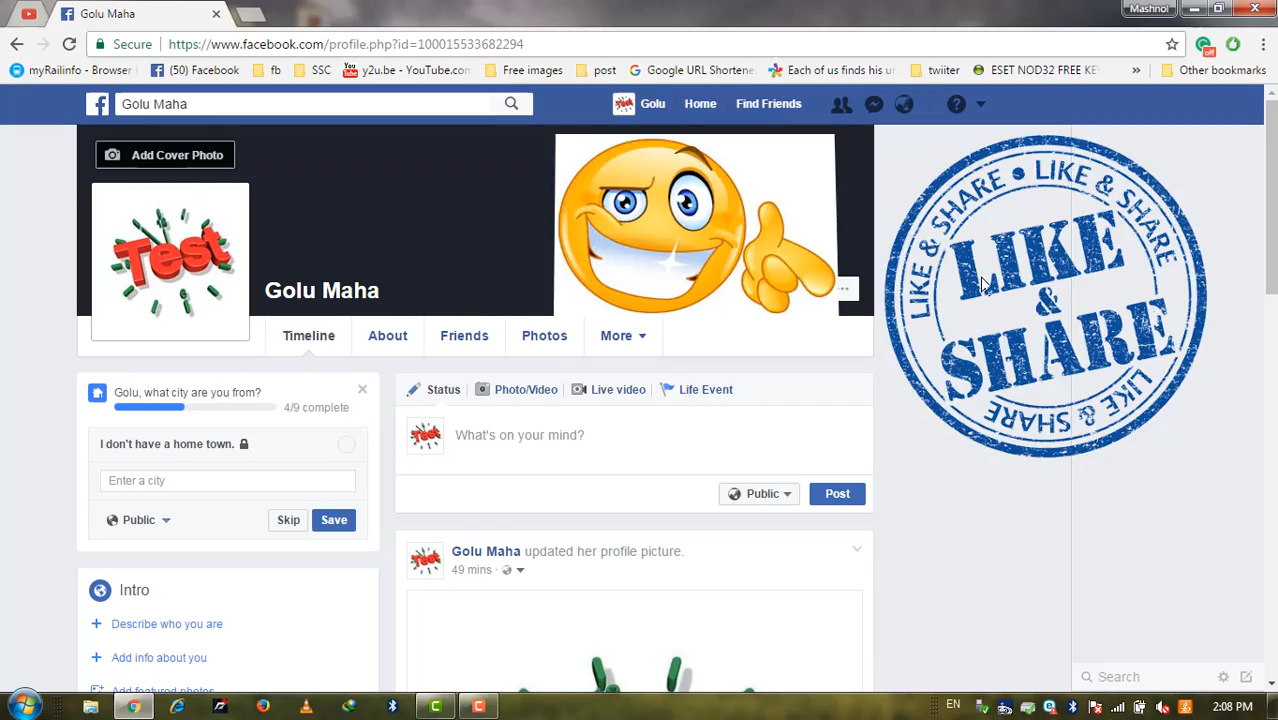 Golu Maha
Mashnol
Secure
https://www.facebook.com/profile.php?id=100015533682294
myRailinfo - Browser
(50) Facebook
fb
SSC
y2u.be - YouTube.com
Free images
post
Google URL Shortene
Each of us finds his u
twiiter
ESET NOD32 FREE KE
»
Other bookmarks
Golu Maha
Golu
Home
Find Friends
Add Cover Photo
Test
Golu Maha
LIKE & SHARE • LIKE & SHARE
LIKE
&
SHARE
LIKE & SHARE
Timeline
About
Friends
Photos
More
Golu, what city are you from?
4/9 complete
I don't have a home town.
Enter a city
Public
Skip
Save
Status
Photo/Video
Live video
Life Event
Test
What's on your mind?
Public
Post
Test
Golu Maha updated her profile picture.
49 mins ·
Intro
+ Describe who you are
+ Add info about you
Add featured photos
Search
EN
2:08 PM